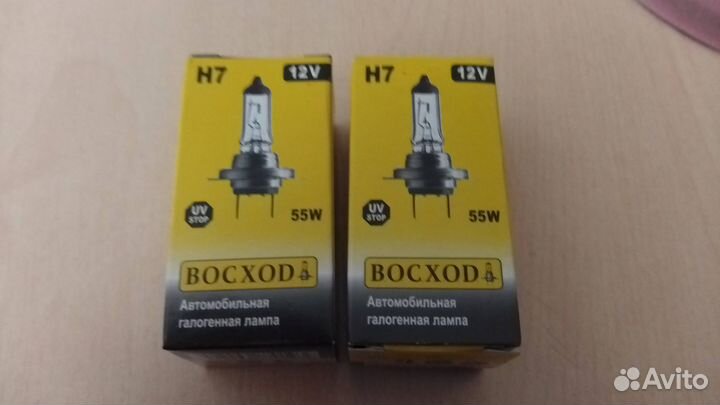 H7 12V
UV
STOP
55W
BOCXOD
Автомобильная
галогенная лампа
H7 12V
UV
STOP
55W
BOCXOD
Автомобильная
галогенная лампа
Avito